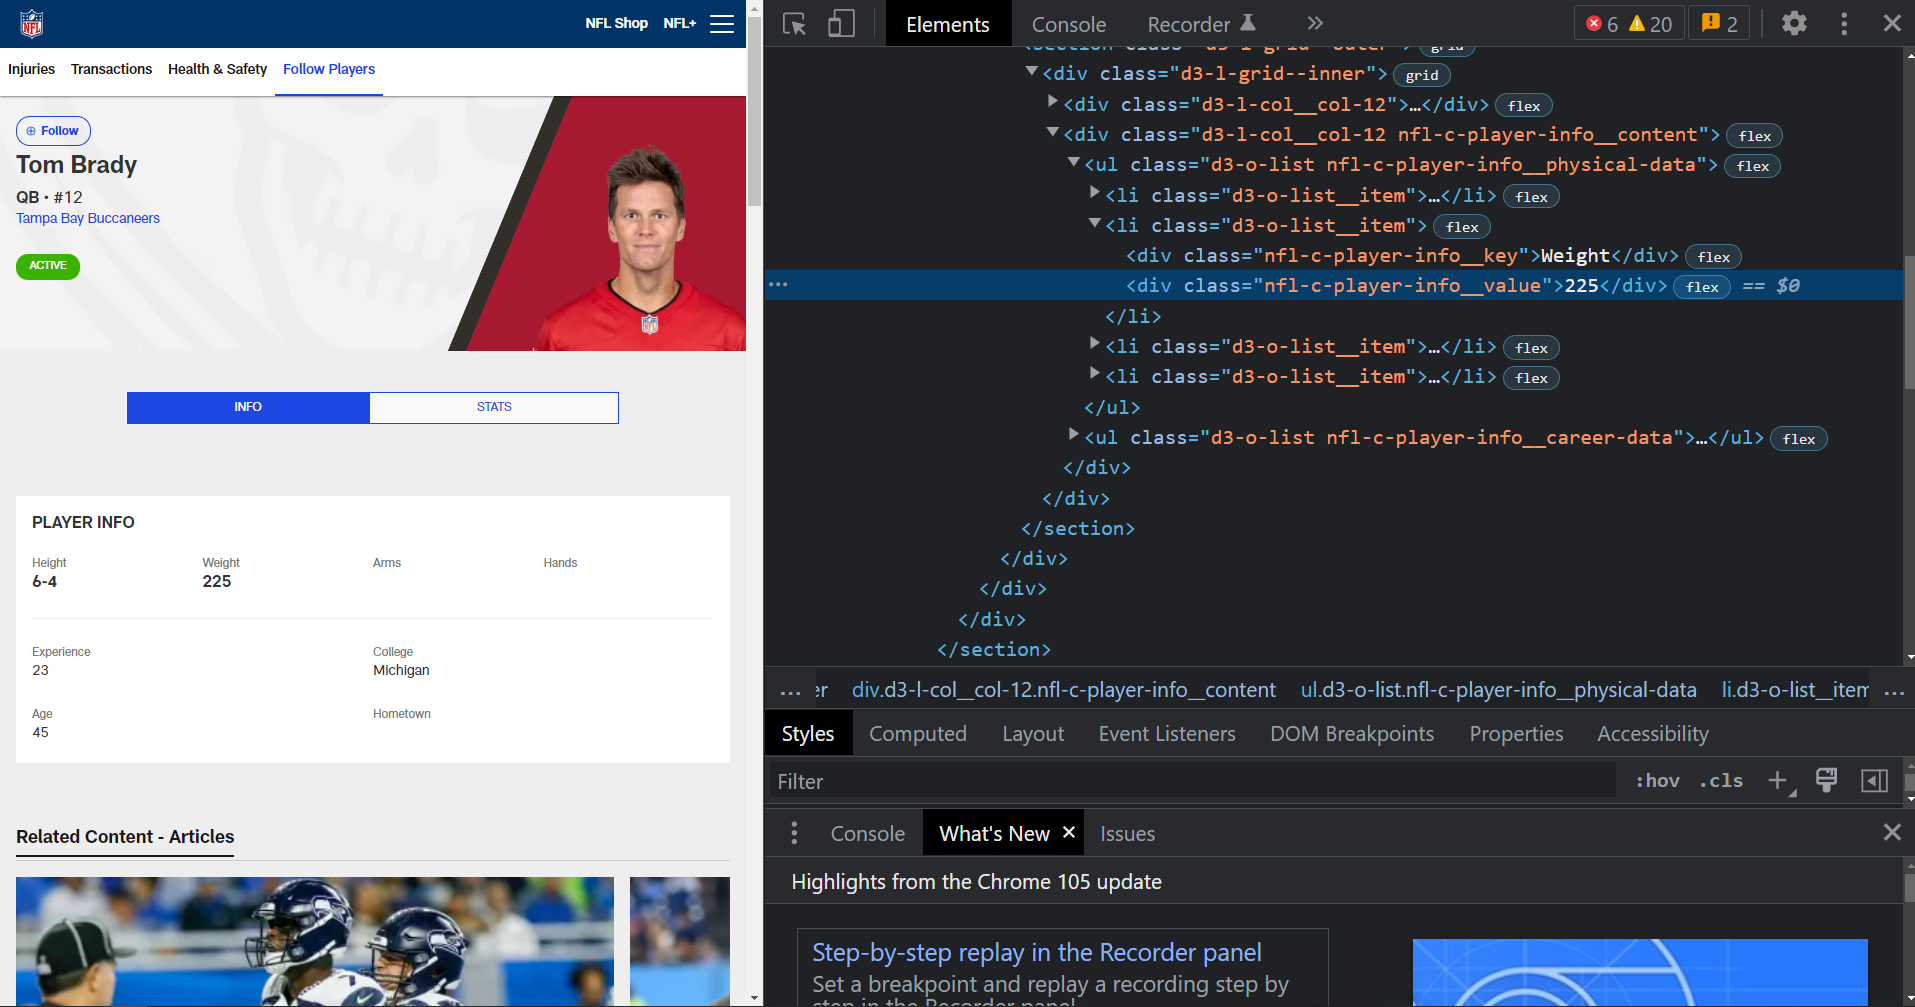 NFL
NFL Shop
NFL+
Injuries
Transactions
Health & Safety
Follow Players
⊕ Follow
Tom Brady
QB • #12
Tampa Bay Buccaneers
ACTIVE
INFO
STATS
PLAYER INFO
Height
6-4
Weight
225
Arms
Hands
Experience
23
College
Michigan
Age
45
Hometown
Related Content - Articles
Elements
Console
Recorder
»
6
20
2
<div class="d3-l-grid--inner"> grid
<div class="d3-l-col__col-12">…</div> flex
<div class="d3-l-col__col-12 nfl-c-player-info__content"> flex
<ul class="d3-o-list nfl-c-player-info__physical-data"> flex
<li class="d3-o-list__item">…</li> flex
<li class="d3-o-list__item"> flex
<div class="nfl-c-player-info__key">Weight</div> flex
<div class="nfl-c-player-info__value">225</div> flex == $0
</li>
<li class="d3-o-list__item">…</li> flex
<li class="d3-o-list__item">…</li> flex
</ul>
<ul class="d3-o-list nfl-c-player-info__career-data">…</ul> flex
</div>
</div>
</section>
</div>
</div>
</div>
</section>
... er div.d3-l-col__col-12.nfl-c-player-info__content ul.d3-o-list.nfl-c-player-info__physical-data li.d3-o-list__item ...
Styles
Computed
Layout
Event Listeners
DOM Breakpoints
Properties
Accessibility
Filter
:hov
.cls
+
Console
What's New
Issues
Highlights from the Chrome 105 update
Step-by-step replay in the Recorder panel
Set a breakpoint and replay a recording step by
step in the Recorder panel